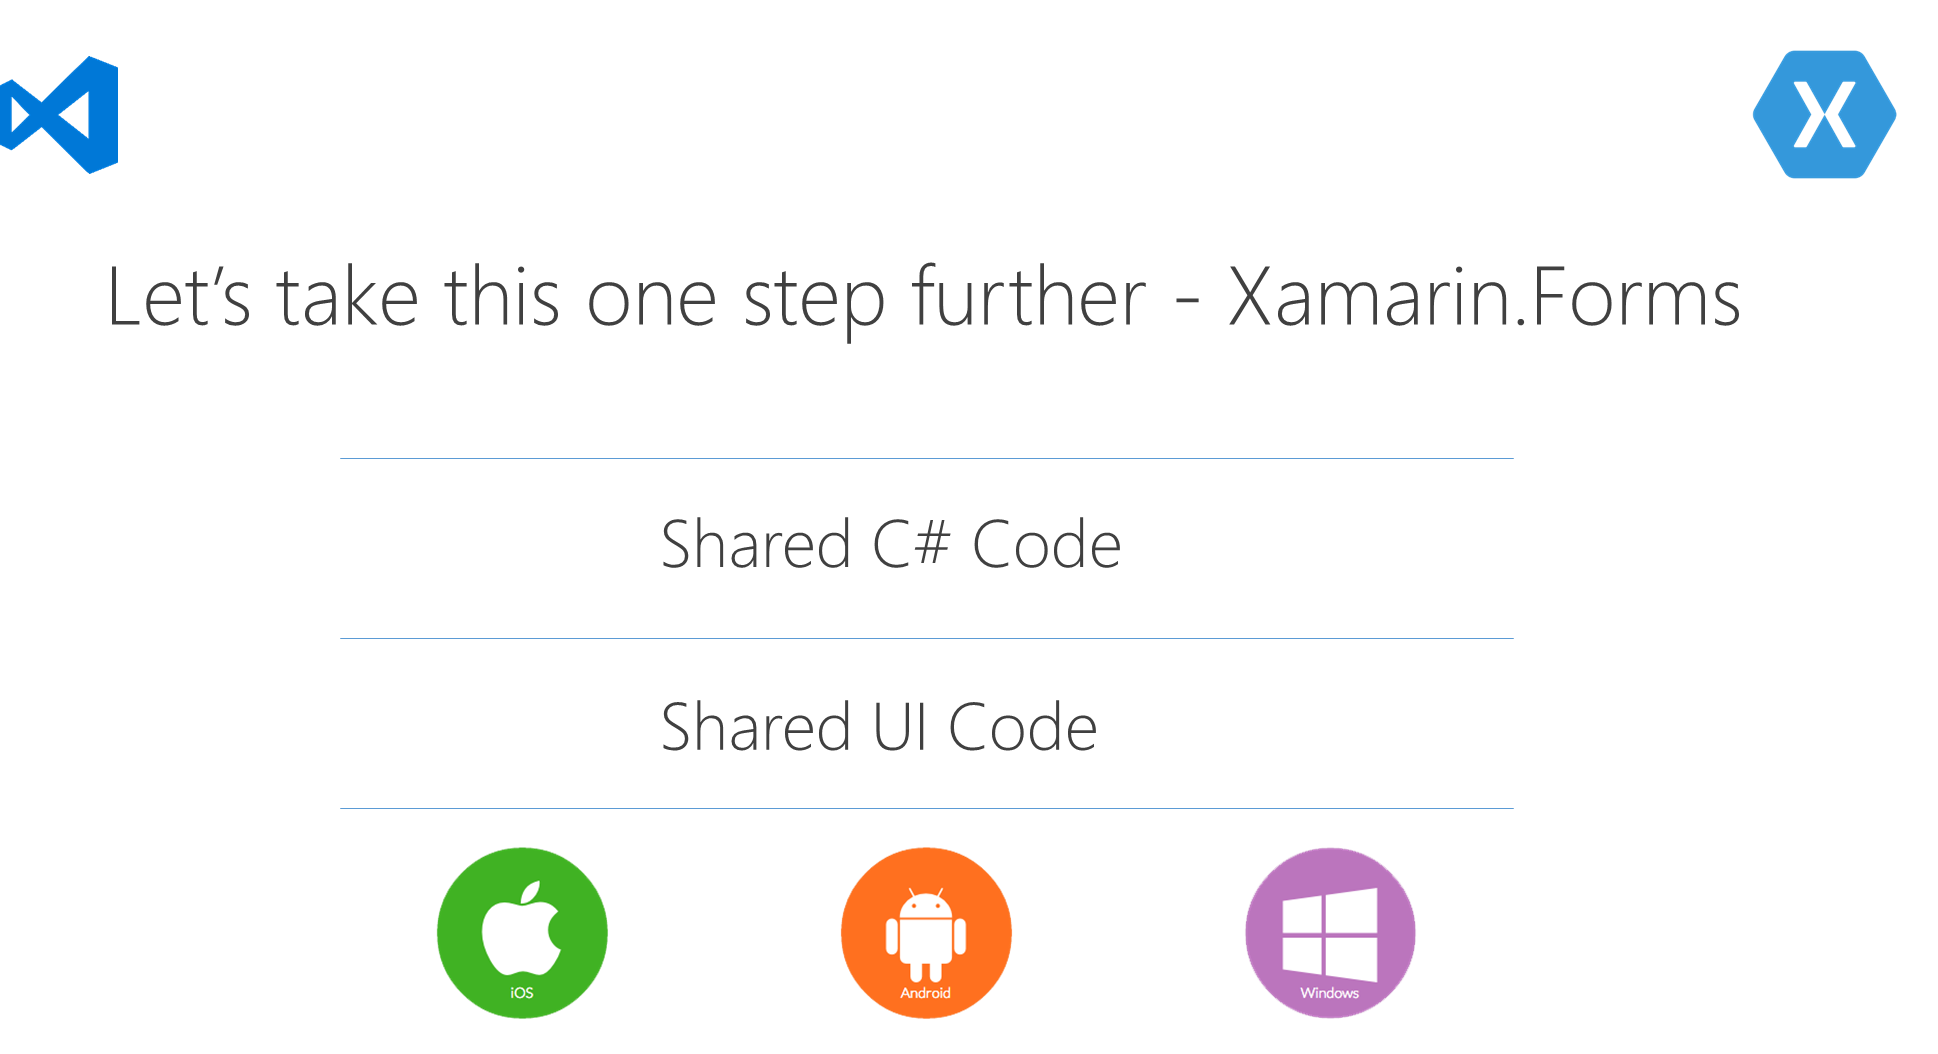 Let’s take this one step further - Xamarin.Forms
Shared C# Code
Shared UI Code
iOS
Android
Windows